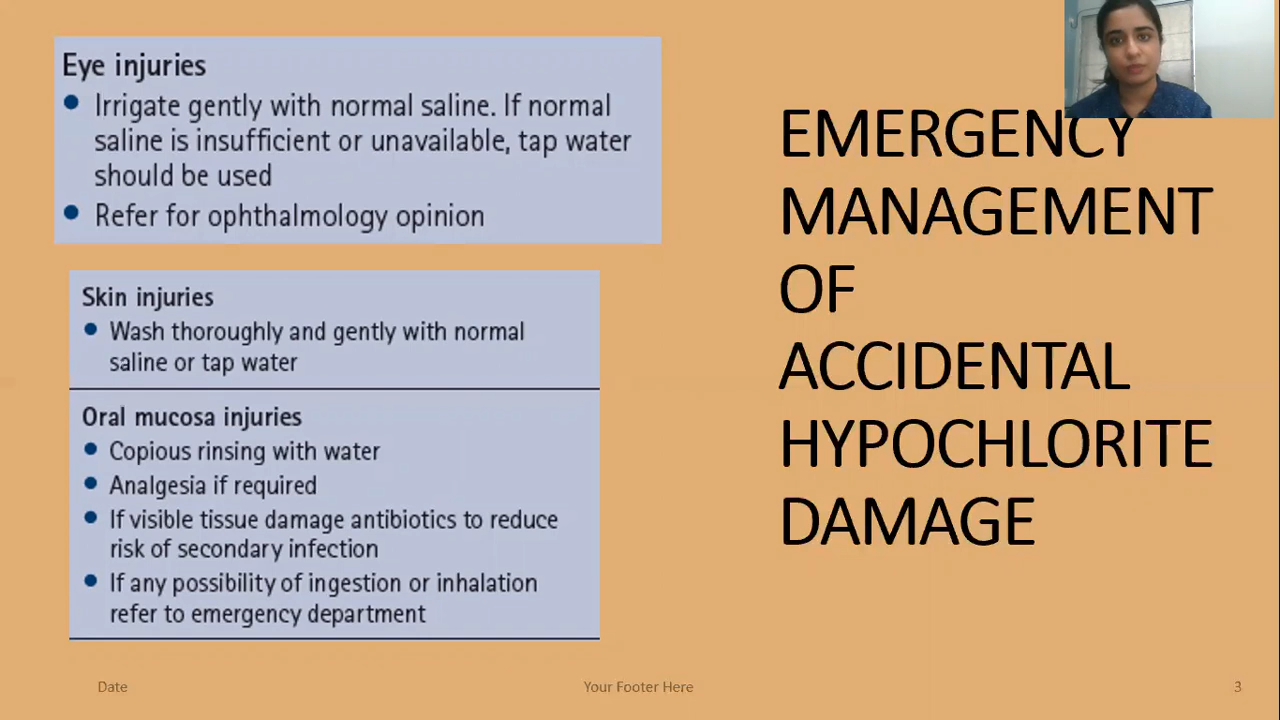 Eye injuries
Irrigate gently with normal saline. If normal
saline is insufficient or unavailable, tap water
should be used
Refer for ophthalmology opinion
Skin injuries
Wash thoroughly and gently with normal
saline or tap water
Oral mucosa injuries
Copious rinsing with water
Analgesia if required
If visible tissue damage antibiotics to reduce
risk of secondary infection
If any possibility of ingestion or inhalation
refer to emergency department
EMERGENCY
MANAGEMENT
OF
ACCIDENTAL
HYPOCHLORITE
DAMAGE
Date
Your Footer Here
3